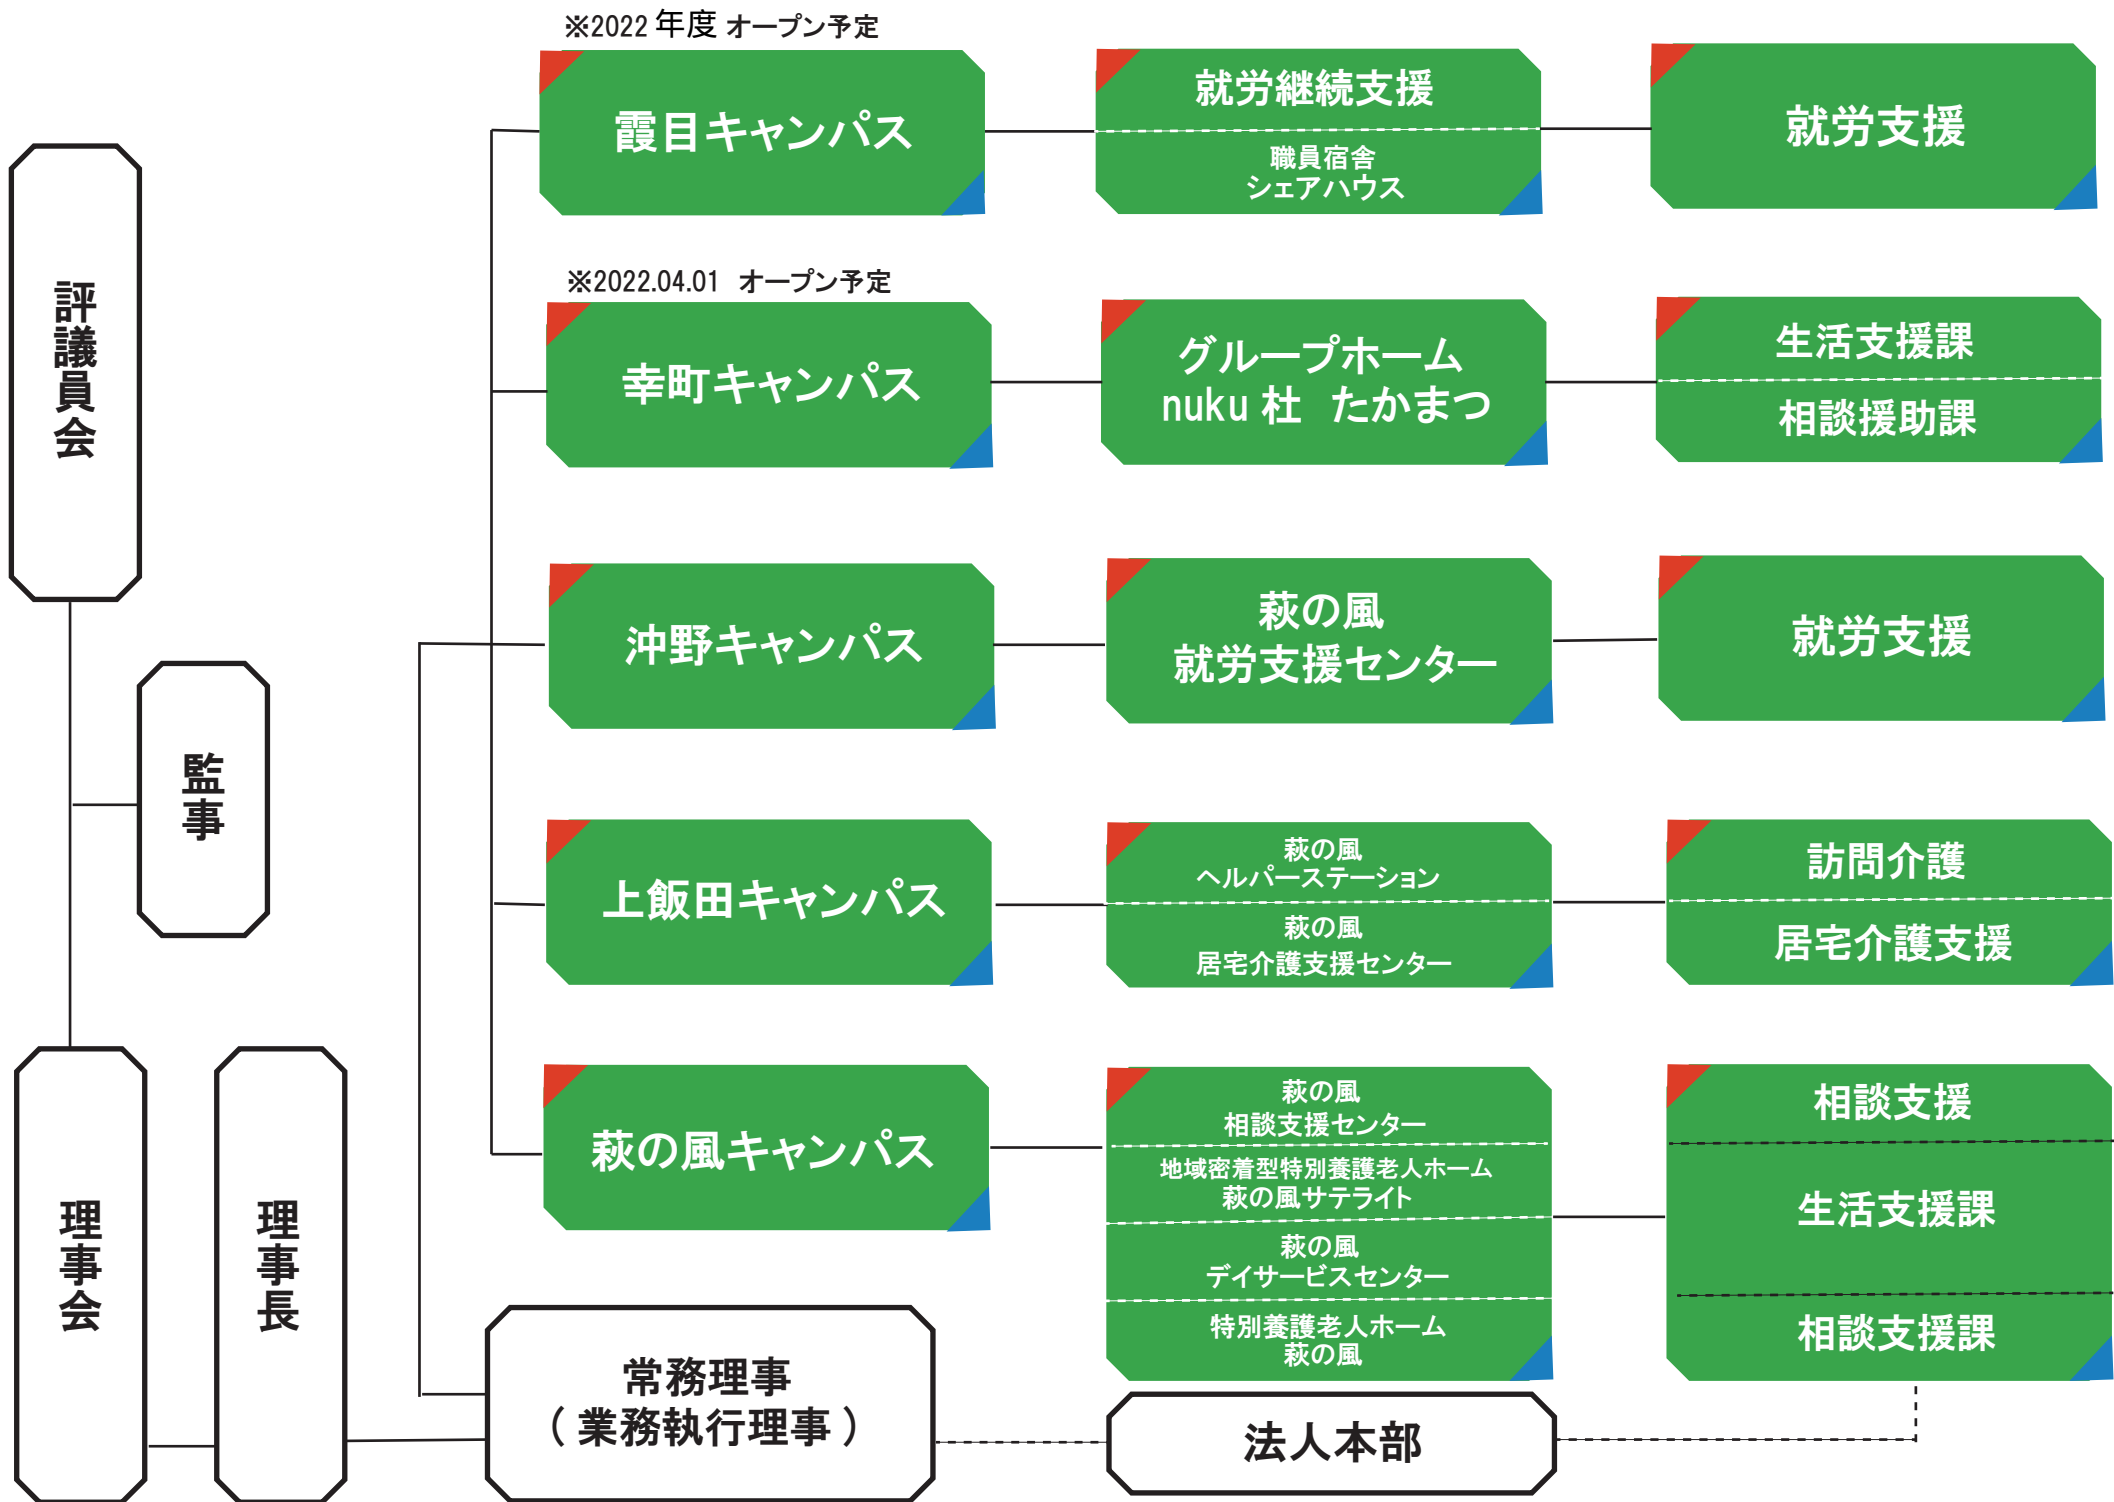 ※2022 年度 オープン予定
霞目キャンパス
就労継続支援
職員宿舎
シェアハウス
就労支援
※2022.04.01 オープン予定
幸町キャンパス
グループホーム
nuku 杜 たかまつ
生活支援課
相談援助課
評議員会
沖野キャンパス
萩の風
就労支援センター
就労支援
監事
上飯田キャンパス
萩の風
ヘルパーステーション
萩の風
居宅介護支援センター
訪問介護
居宅介護支援
萩の風キャンパス
萩の風
相談支援センター
地域密着型特別養護老人ホーム
萩の風サテライト
萩の風
デイサービスセンター
特別養護老人ホーム
萩の風
相談支援
生活支援課
相談支援課
理事会
理事長
常務理事
（ 業務執行理事 ）
法人本部